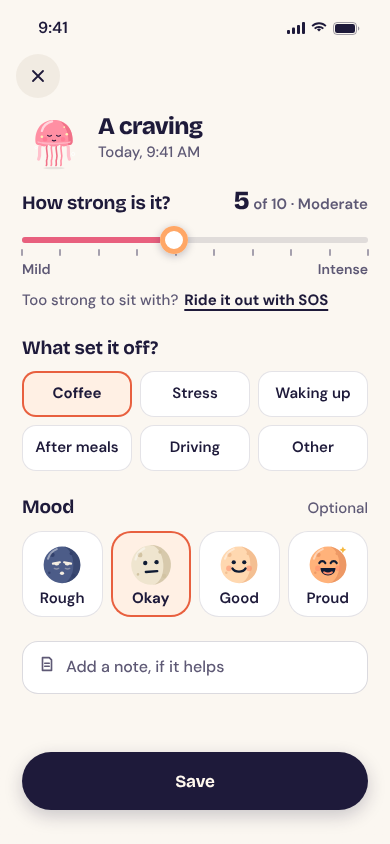 9:41
A craving
Today, 9:41 AM
How strong is it?
5 of 10 · Moderate
Mild
Intense
Too strong to sit with? Ride it out with SOS
What set it off?
Coffee
Stress
Waking up
After meals
Driving
Other
Mood
Optional
Rough
Okay
Good
Proud
Add a note, if it helps
Save